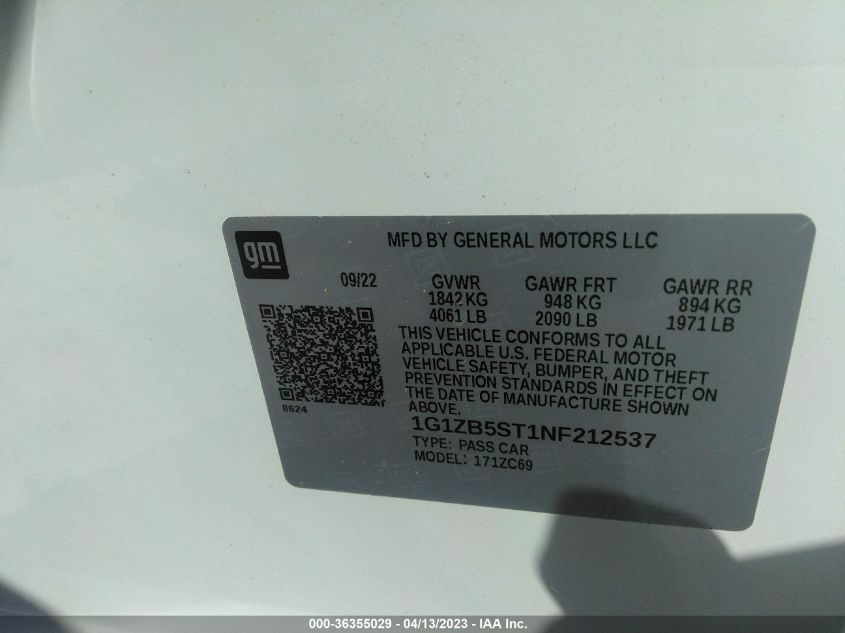 gm
MFD BY GENERAL MOTORS LLC
09/22
GVWR GAWR FRT GAWR RR
1842 KG 948 KG 894 KG
4061 LB 2090 LB 1971 LB
THIS VEHICLE CONFORMS TO ALL
APPLICABLE U.S. FEDERAL MOTOR
VEHICLE SAFETY, BUMPER, AND THEFT
PREVENTION STANDARDS IN EFFECT ON
THE DATE OF MANUFACTURE SHOWN
ABOVE.
8624
1G1ZB5ST1NF212537
TYPE: PASS CAR
MODEL: 171ZC69
000-36355029 - 04/13/2023 - IAA Inc.